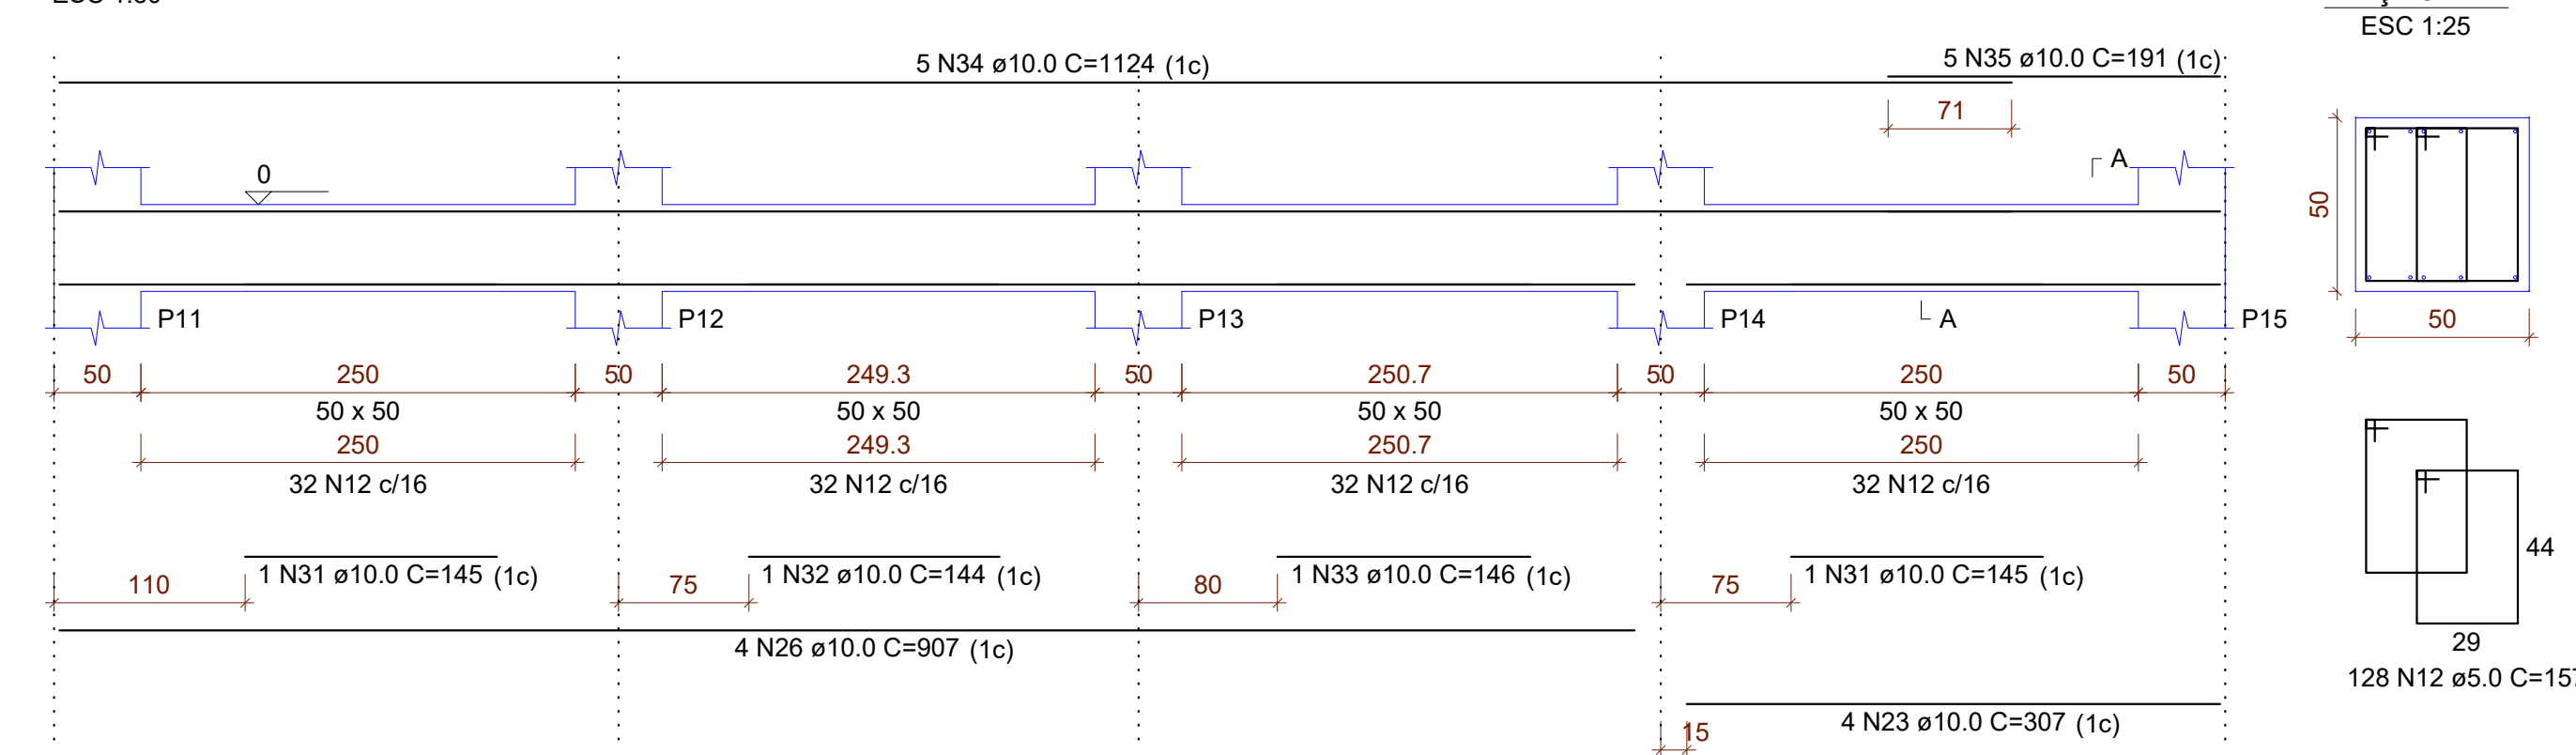 ESC 1:25
5 N34 ø10.0 C=1124 (1c)
5 N35 ø10.0 C=191 (1c)
71
0
A
50
P11
P12
P13
P14
A
P15
50
50
250
50
249.3
50
250.7
50
250
50
50 x 50
50 x 50
50 x 50
50 x 50
250
249.3
250.7
250
32 N12 c/16
32 N12 c/16
32 N12 c/16
32 N12 c/16
44
1 N31 ø10.0 C=145 (1c)
1 N32 ø10.0 C=144 (1c)
1 N33 ø10.0 C=146 (1c)
1 N31 ø10.0 C=145 (1c)
110
75
80
75
29
4 N26 ø10.0 C=907 (1c)
128 N12 ø5.0 C=157
4 N23 ø10.0 C=307 (1c)
15